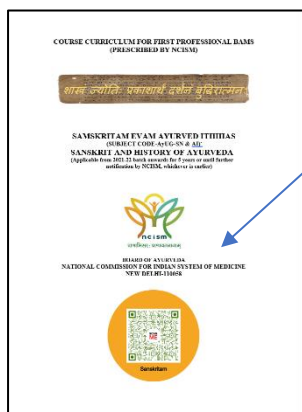 COURSE CURRICULUM FOR FIRST PROFESSIONAL BAMS
(PRESCRIBED BY NCISM)
शास्त्रं ज्योतिः प्रकाशार्थं दर्शनं बुद्धिरात्मनः
SAMSKRITAM EVAM AYURVED ITIHHAS
(SUBJECT CODE-AyUG-SN & AI)
SANSKRIT AND HISTORY OF AYURVEDA
(Applicable from 2021-22 batch onwards for 5 years or until further
notification by NCISM, whichever is earlier)
ncism
BOARD OF AYURVEDA
NATIONAL COMMISSION FOR INDIAN SYSTEM OF MEDICINE
NEW DELHI-110058
Sanskritam